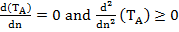 d(T_A)/dn = 0 and d²/dn² (T_A) ≥ 0